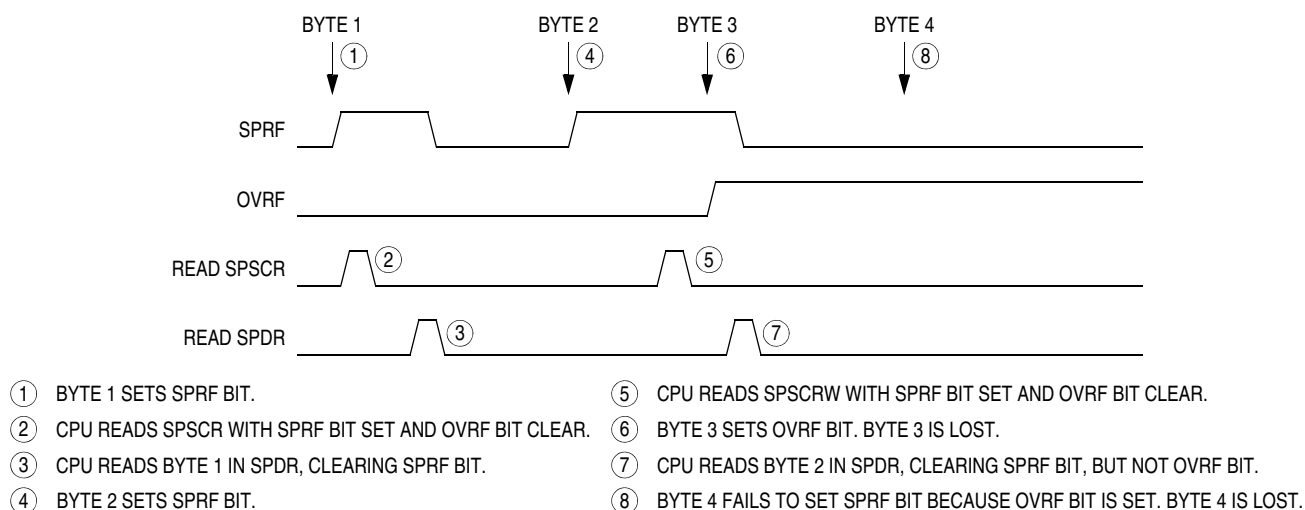 BYTE 1 BYTE 2 BYTE 3 BYTE 4
1 4 6 8
SPRF
OVRF
READ SPSCR
2 5
READ SPDR
3 7
1 BYTE 1 SETS SPRF BIT.
2 CPU READS SPSCR WITH SPRF BIT SET AND OVRF BIT CLEAR.
3 CPU READS BYTE 1 IN SPDR, CLEARING SPRF BIT.
4 BYTE 2 SETS SPRF BIT.
5 CPU READS SPSCRW WITH SPRF BIT SET AND OVRF BIT CLEAR.
6 BYTE 3 SETS OVRF BIT. BYTE 3 IS LOST.
7 CPU READS BYTE 2 IN SPDR, CLEARING SPRF BIT, BUT NOT OVRF BIT.
8 BYTE 4 FAILS TO SET SPRF BIT BECAUSE OVRF BIT IS SET. BYTE 4 IS LOST.